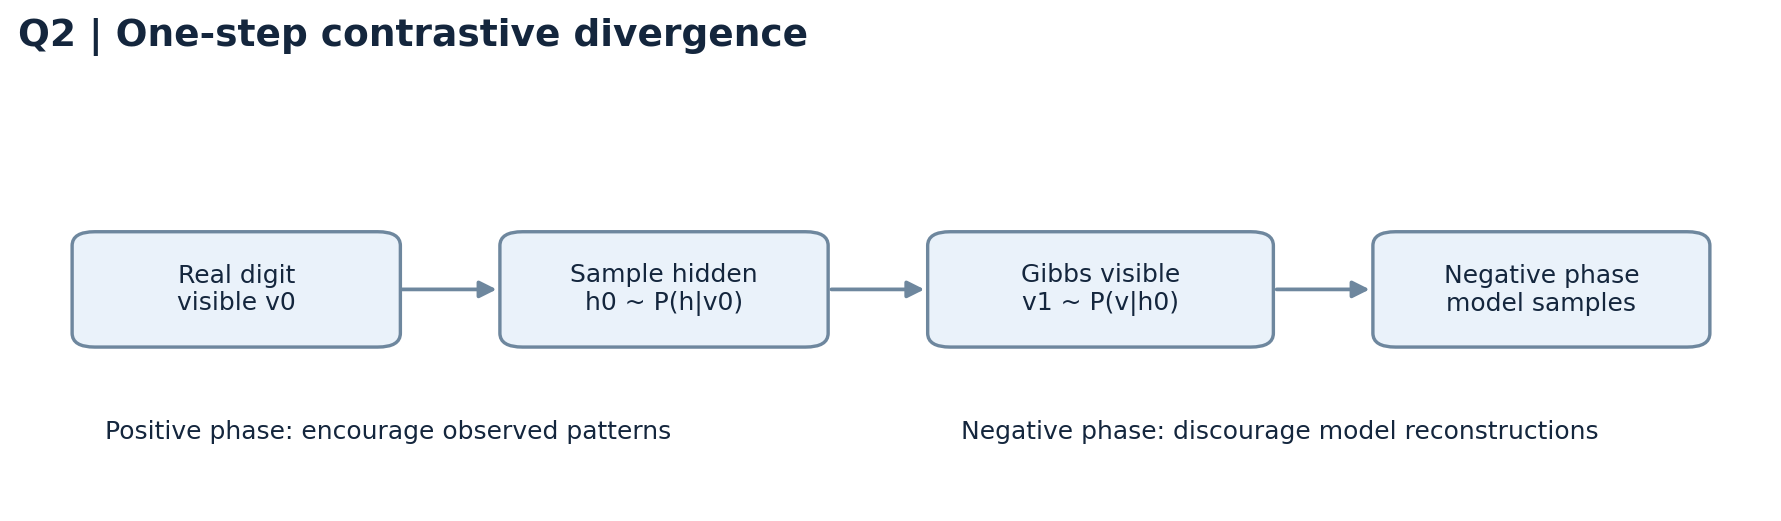 Q2 | One-step contrastive divergence
Real digit
visible v0
Sample hidden
h0 ~ P(h|v0)
Gibbs visible
v1 ~ P(v|h0)
Negative phase
model samples
Positive phase: encourage observed patterns
Negative phase: discourage model reconstructions